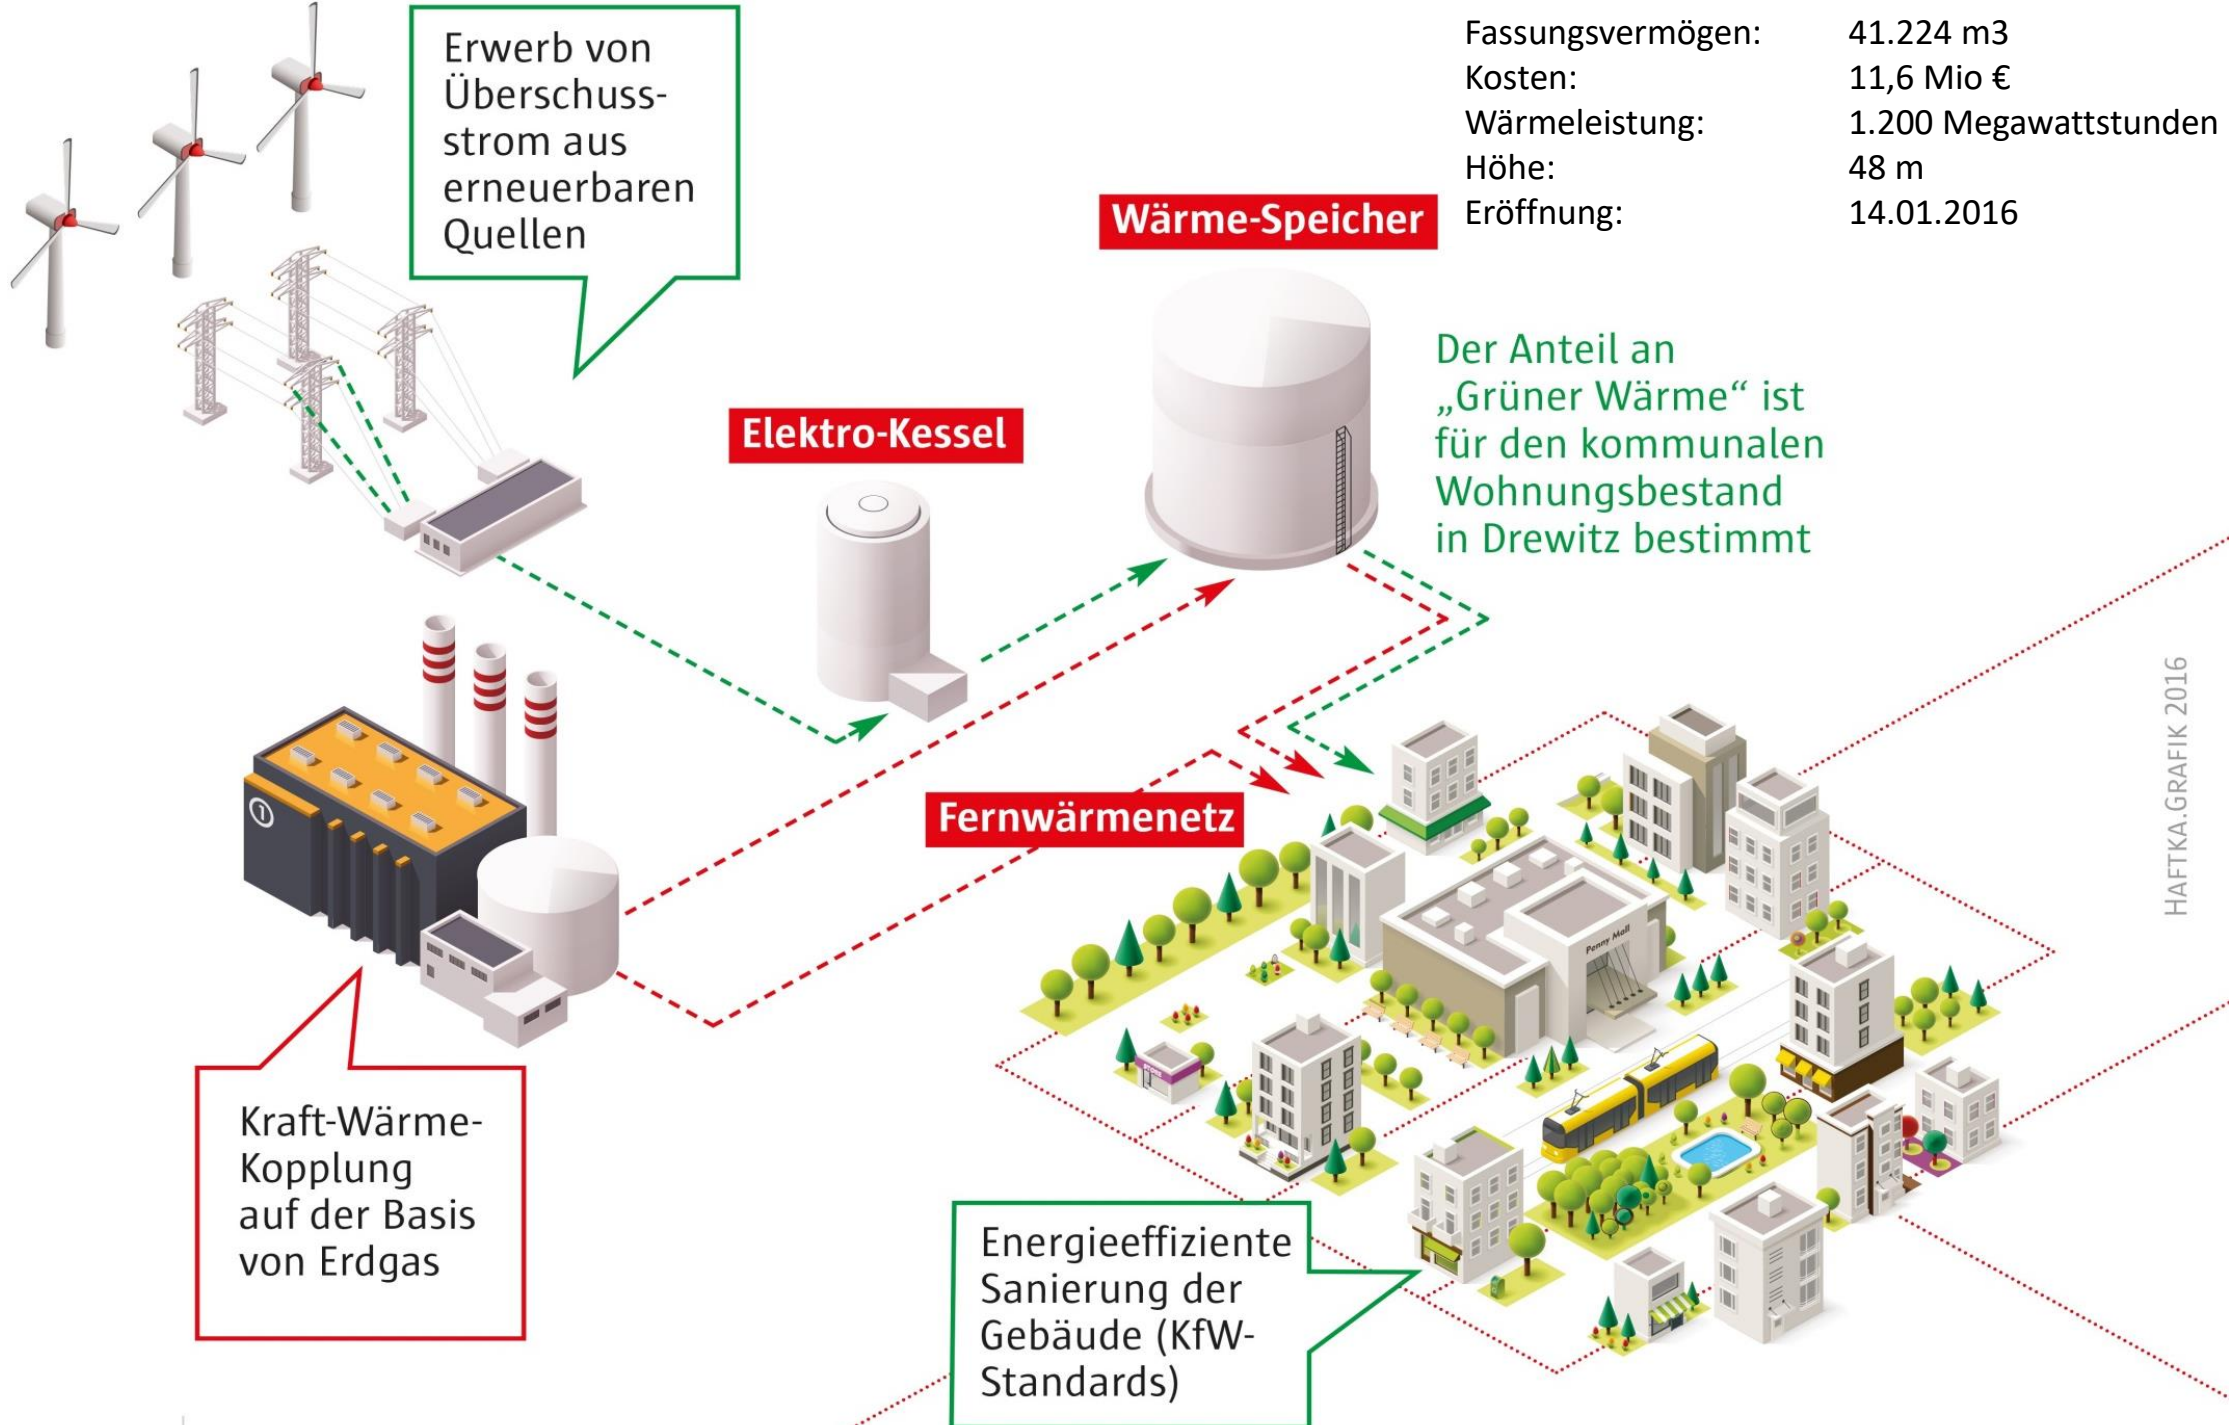 Erwerb von
Überschuss-
strom aus
erneuerbaren
Quellen
Fassungsvermögen: 41.224 m3
Kosten: 11,6 Mio €
Wärmeleistung: 1.200 Megawattstunden
Höhe: 48 m
Eröffnung: 14.01.2016
Wärme-Speicher
Der Anteil an
„Grüner Wärme“ ist
für den kommunalen
Wohnungsbestand
in Drewitz bestimmt
Elektro-Kessel
HAFTKA.GRAFIK 2016
1
Fernwärmenetz
Penny Mall
Kraft-Wärme-
Kopplung
auf der Basis
von Erdgas
Energieeffiziente
Sanierung der
Gebäude (KfW-
Standards)